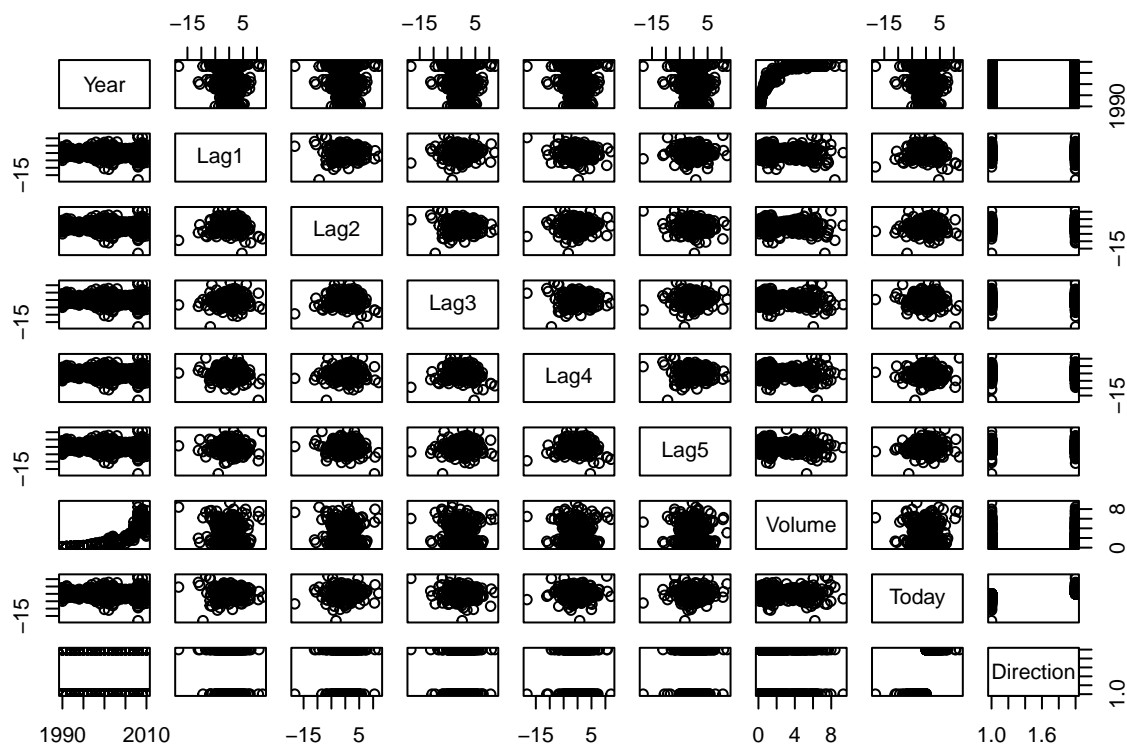 −15 5 −15 5 −15 5 −15 5
Year 1990
−15 Lag1
Lag2 −15
−15 Lag3
Lag4 −15
−15 Lag5
Volume 0 8
−15 Today
Direction 1.0
1990 2010 −15 5 −15 5 0 4 8 1.0 1.6